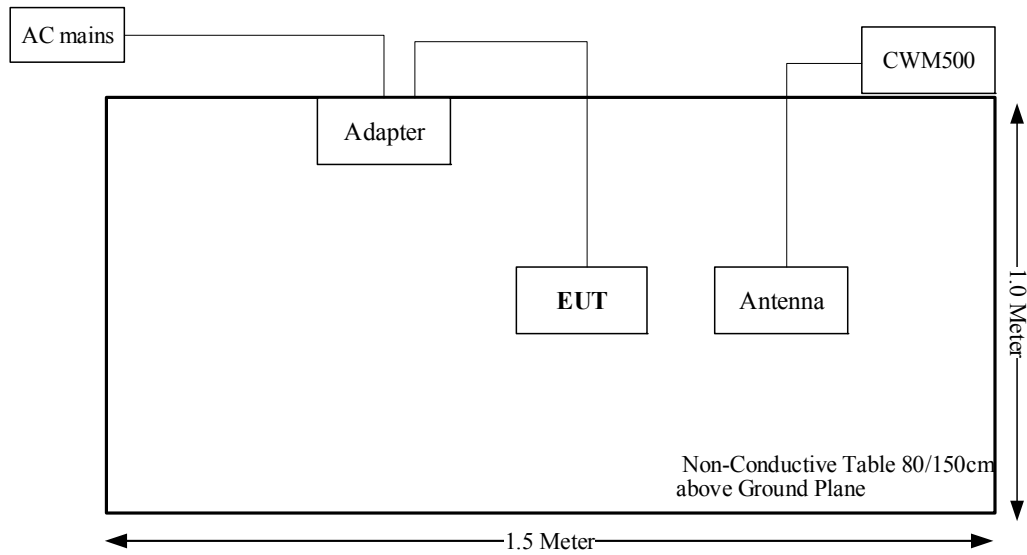 AC mains
CWM500
Adapter
EUT
Antenna
1.0 Meter
Non-Conductive Table 80/150cm
above Ground Plane
1.5 Meter